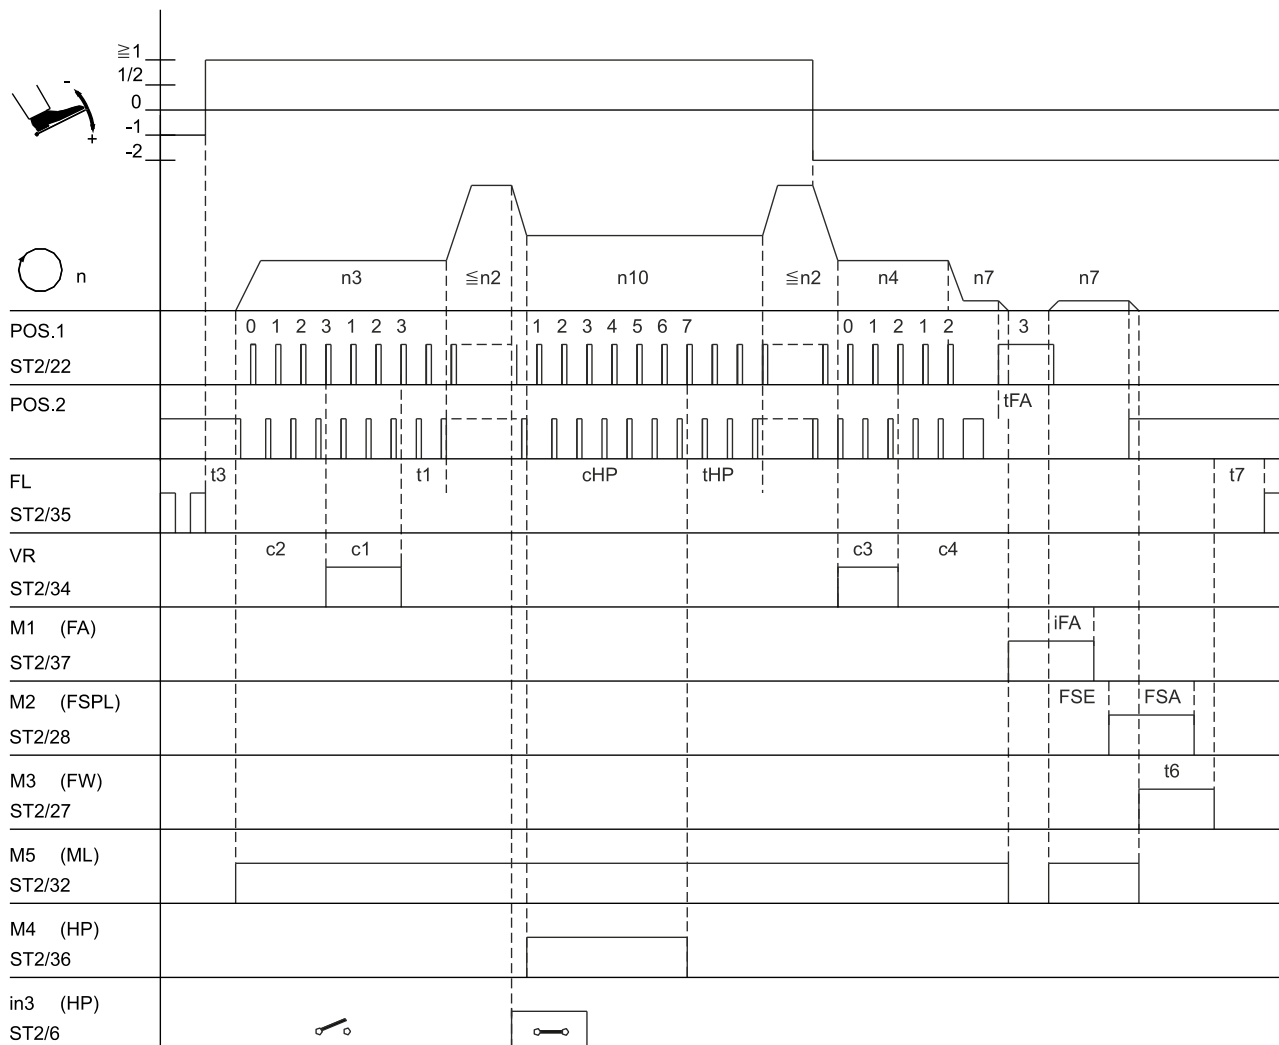 ≧1
1/2
0
-1
-2
-
+
n
n3
≦n2
n10
≦n2
n4
n7
n7
POS.1
0 1 2 3 1 2 3
1 2 3 4 5 6 7
0 1 2 1 2
3
ST2/22
POS.2
tFA
FL
t3
t1
cHP
tHP
t7
ST2/35
VR
c2
c1
c3
c4
ST2/34
M1 (FA)
iFA
ST2/37
M2 (FSPL)
FSE
FSA
ST2/28
M3 (FW)
t6
ST2/27
M5 (ML)
ST2/32
M4 (HP)
ST2/36
in3 (HP)
ST2/6